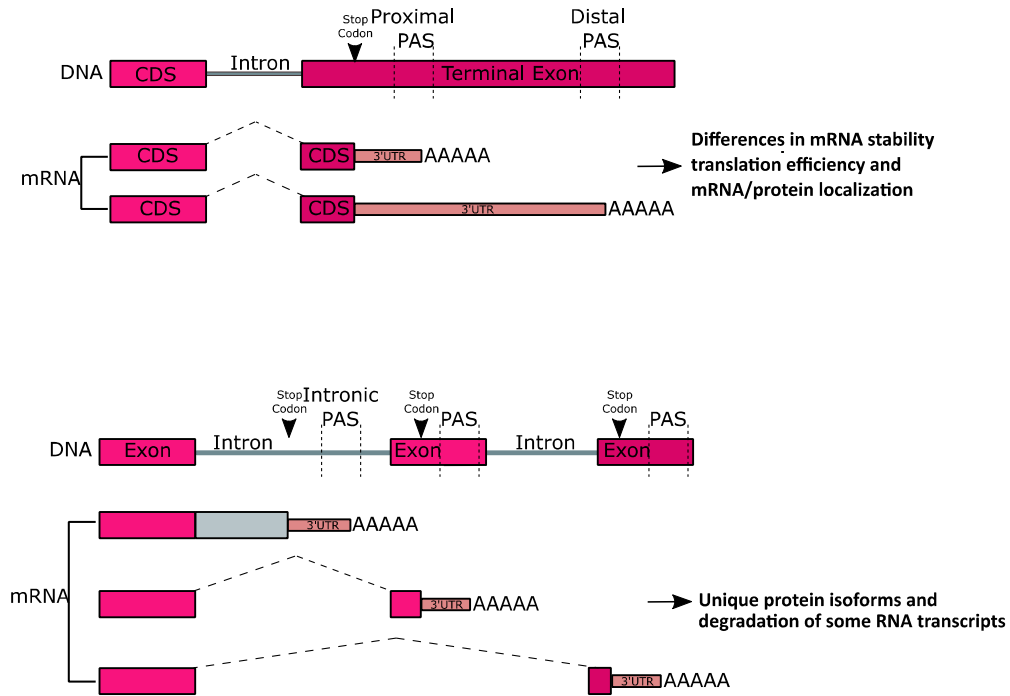 Stop Codon Proximal PAS Distal PAS
DNA CDS Intron Terminal Exon
CDS CDS 3'UTR AAAAA
mRNA
CDS CDS 3'UTR AAAAA
Differences in mRNA stability
translation efficiency and
mRNA/protein localization
Stop Codon Intronic PAS Stop Codon PAS Stop Codon PAS
DNA Exon Intron Exon Intron Exon
3'UTR AAAAA
mRNA
3'UTR AAAAA
3'UTR AAAAA
Unique protein isoforms and
degradation of some RNA transcripts